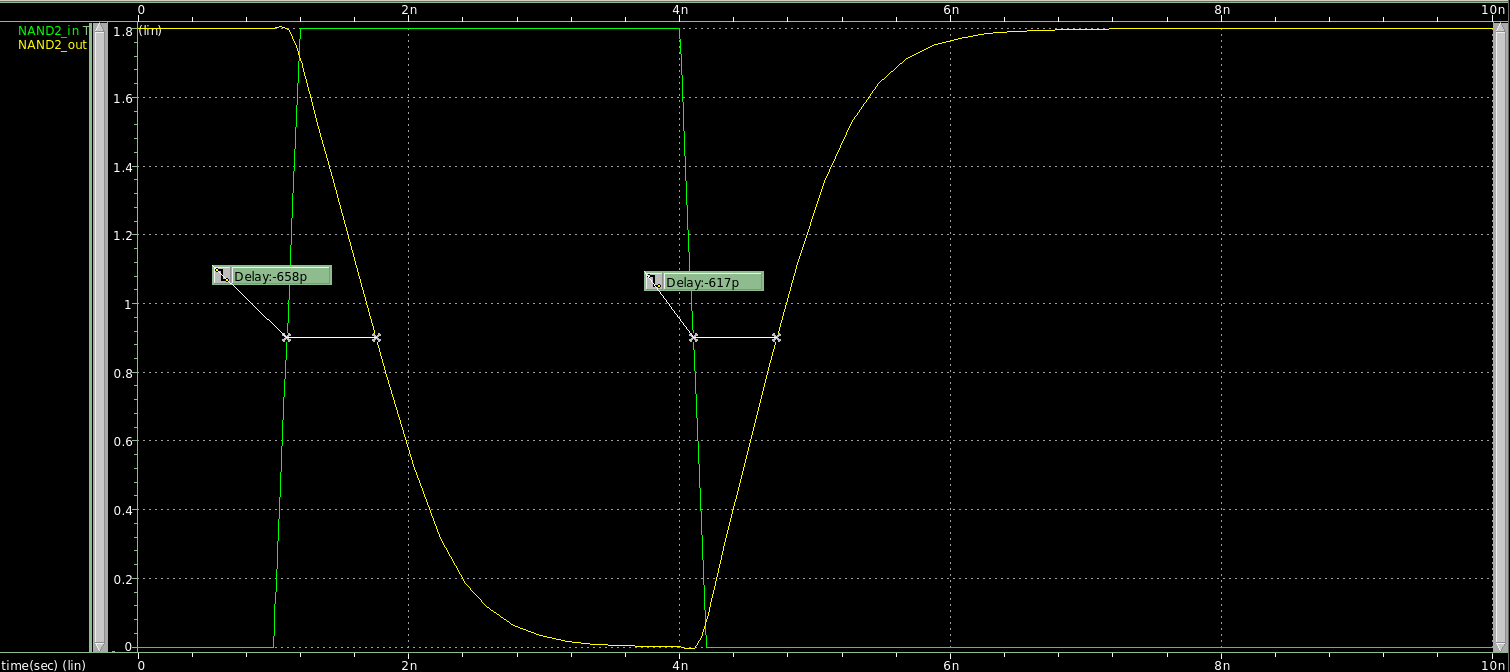 0 2n 4n 6n 8n 10n
NAND2_in T
NAND2_out
1.8 (lin)
1.6
1.4
1.2
Delay:-658p
Delay:-617p
1
0.8
0.6
0.4
0.2
0
time(sec) (lin) 0 2n 4n 6n 8n 10n